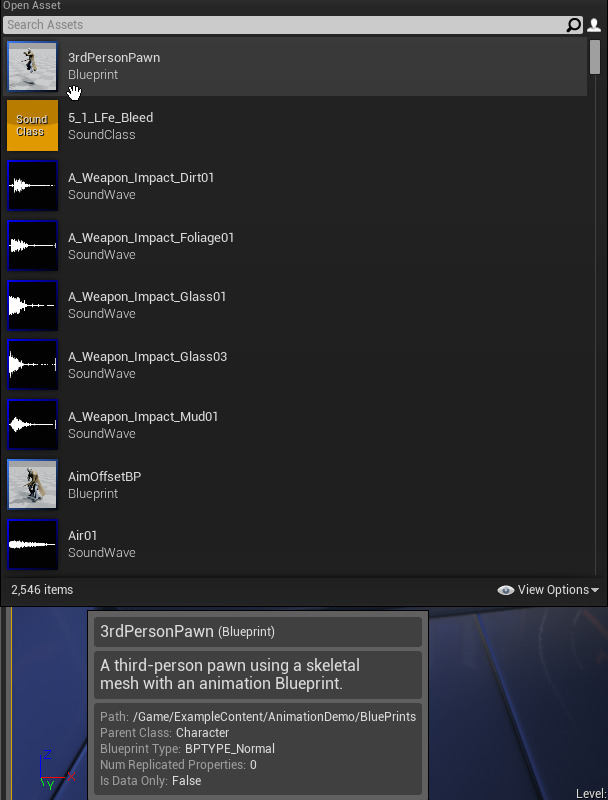 Open Asset
Search Assets
3rdPersonPawn
Blueprint
Sound
Class
5_1_LFe_Bleed
SoundClass
A_Weapon_Impact_Dirt01
SoundWave
A_Weapon_Impact_Foliage01
SoundWave
A_Weapon_Impact_Glass01
SoundWave
A_Weapon_Impact_Glass03
SoundWave
A_Weapon_Impact_Mud01
SoundWave
AimOffsetBP
Blueprint
Air01
SoundWave
2,546 items
View Options
3rdPersonPawn (Blueprint)
A third-person pawn using a skeletal
mesh with an animation Blueprint.
Path: /Game/ExampleContent/AnimationDemo/BluePrints
Parent Class: Character
Blueprint Type: BPTYPE_Normal
Num Replicated Properties: 0
Is Data Only: False
Z
X
Y
Level: